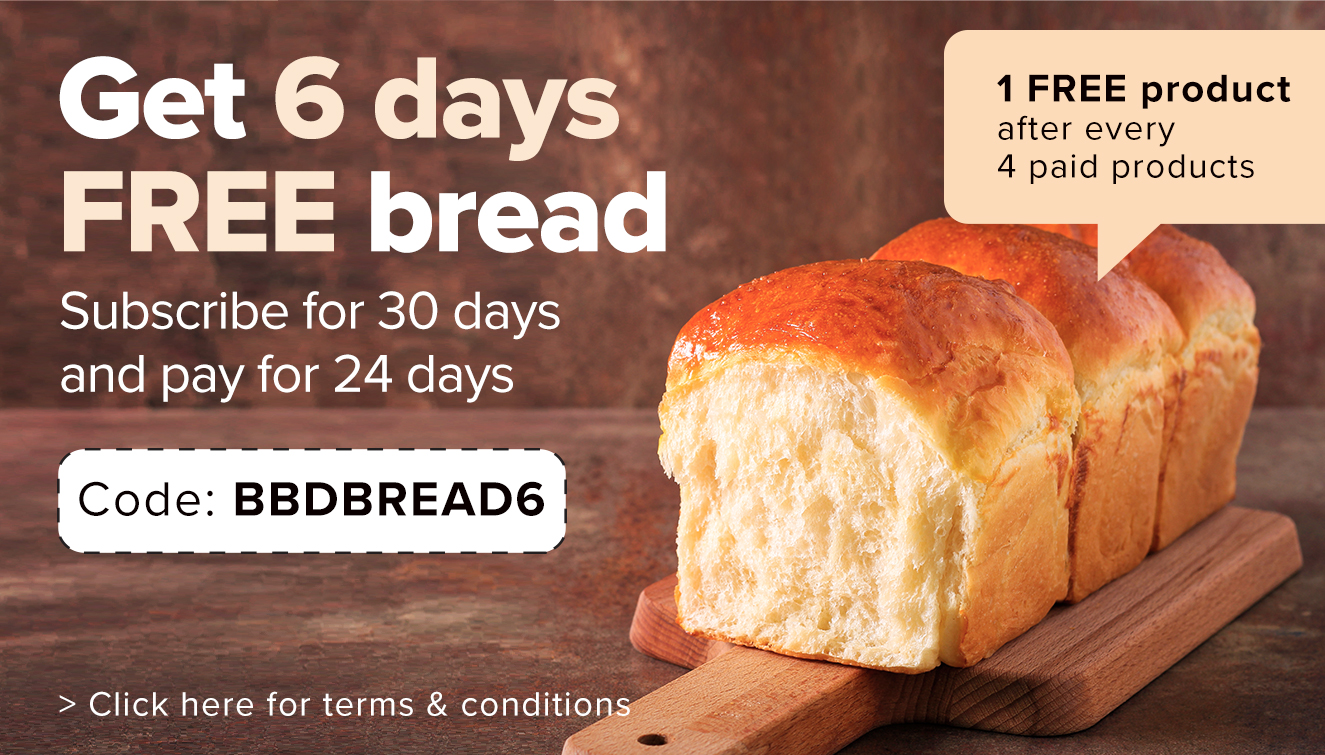 Get 6 days
FREE bread
Subscribe for 30 days
and pay for 24 days
Code: BBDBREAD6
> Click here for terms & conditions
1 FREE product
after every
4 paid products